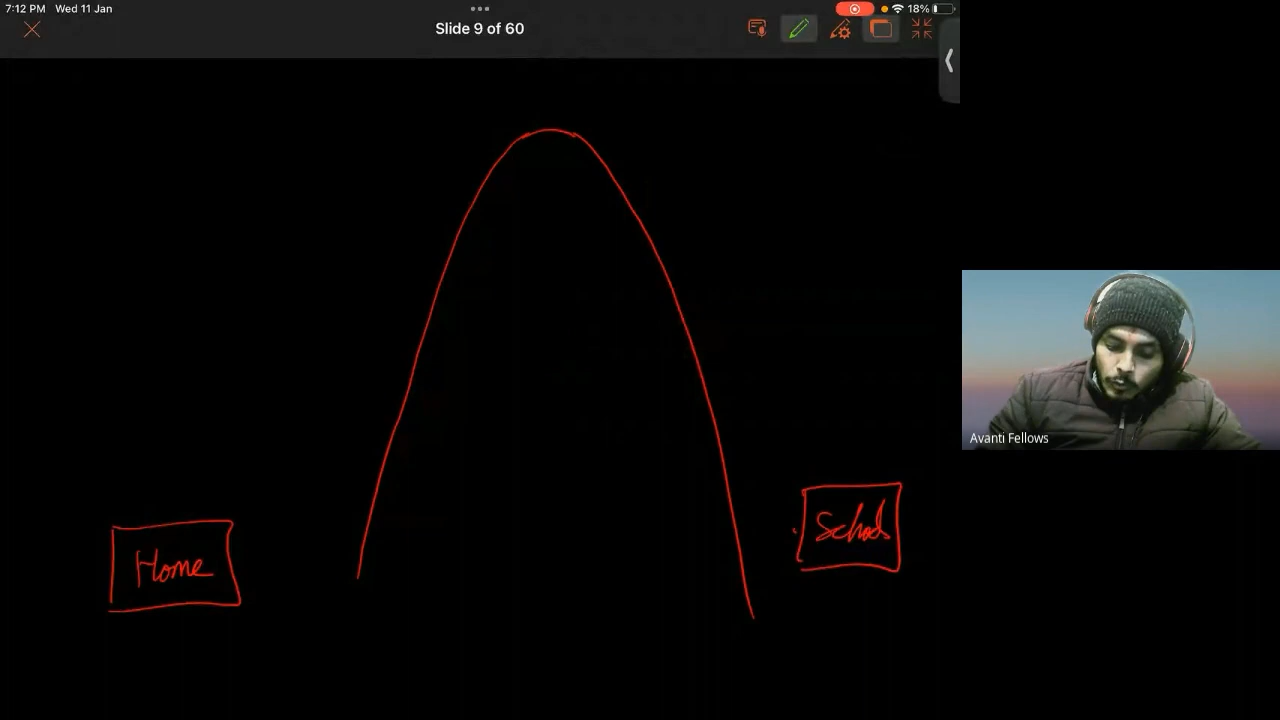 7:12 PM Wed 11 Jan
18%
Slide 9 of 60
Home
School
Avanti Fellows